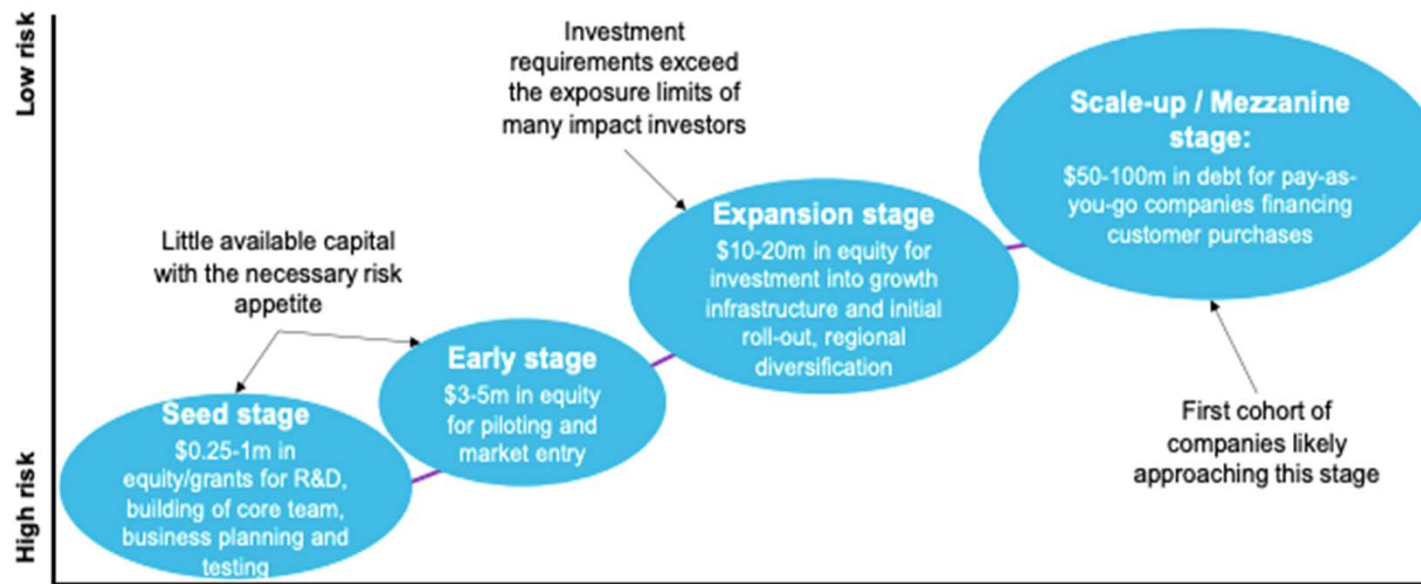 Low risk
High risk
Investment
requirements exceed
the exposure limits of
many impact investors
Scale-up / Mezzanine
stage:
$50-100m in debt for pay-as-
you-go companies financing
customer purchases
Expansion stage
$10-20m in equity for
investment into growth
infrastructure and initial
roll-out, regional
diversification
Little available capital
with the necessary risk
appetite
Early stage
$3-5m in equity
for piloting and
market entry
Seed stage
$0.25-1m in
equity/grants for R&D,
building of core team,
business planning and
testing
First cohort of
companies likely
approaching this stage